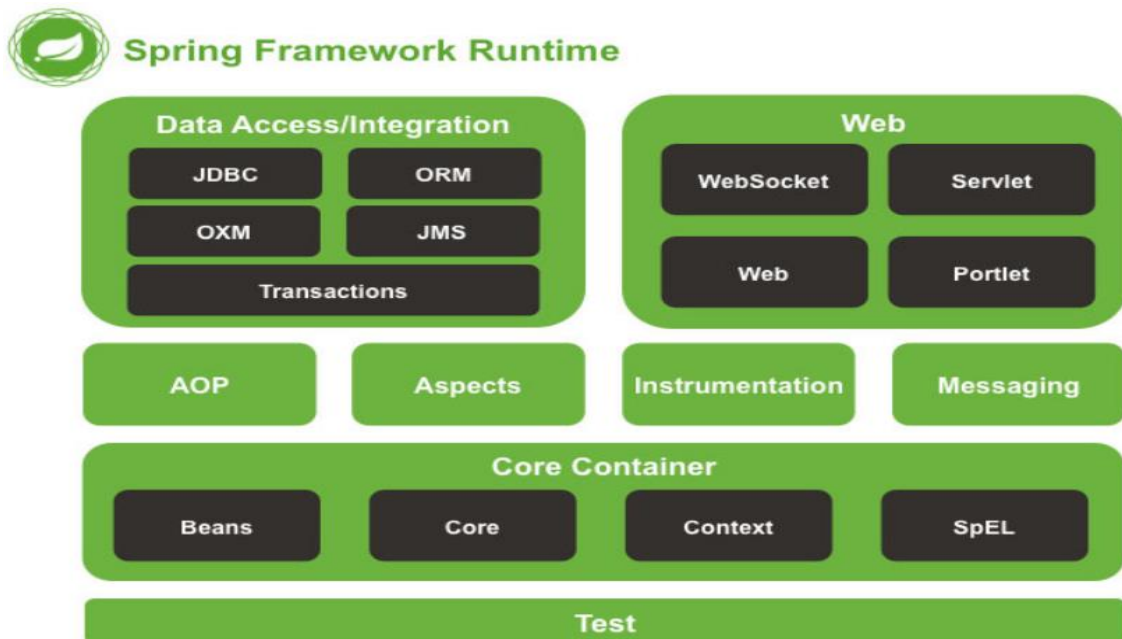 Spring Framework Runtime
Data Access/Integration
JDBC ORM
OXM JMS
Transactions
Web
WebSocket Servlet
Web Portlet
AOP Aspects Instrumentation Messaging
Core Container
Beans Core Context SpEL
Test